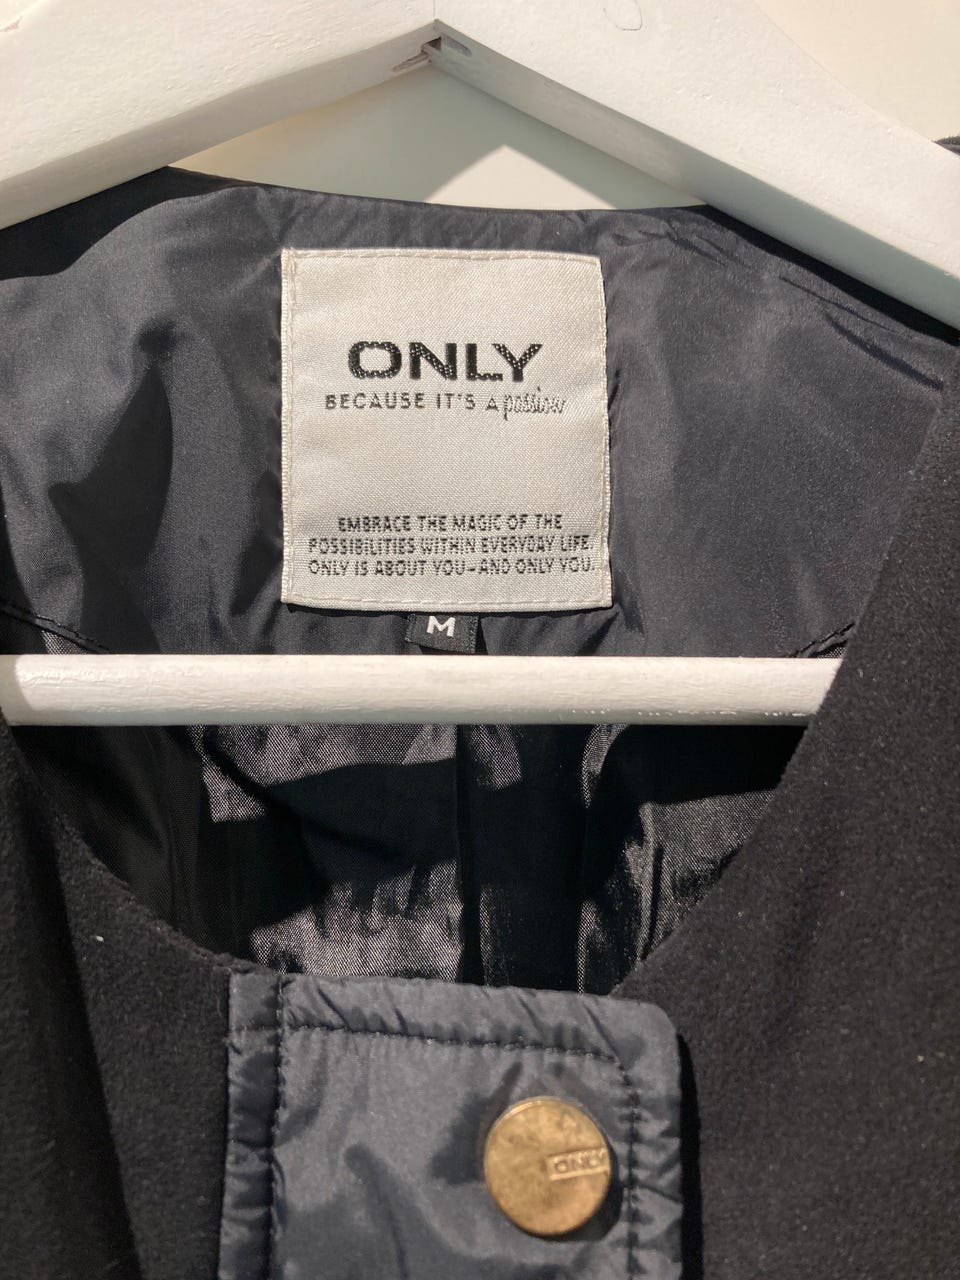 ONLY
BECAUSE IT'S A passion
EMBRACE THE MAGIC OF THE
POSSIBILITIES WITHIN EVERYDAY LIFE
ONLY IS ABOUT YOU-AND ONLY YOU.
M
ONLY